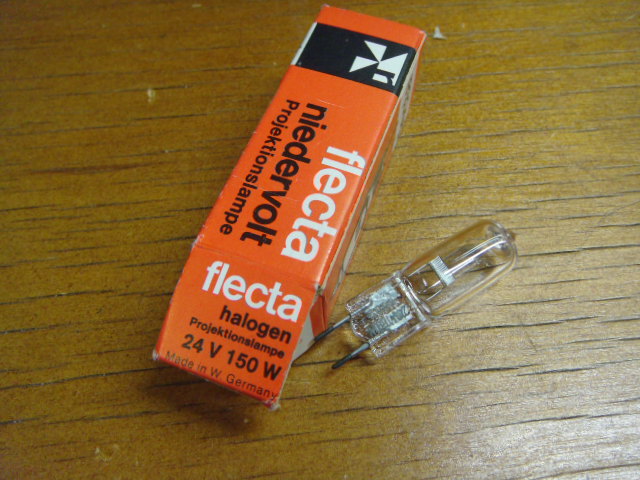 flecta
niedervolt
Projektionslampe
flecta
halogen
Projektionslampe
24 V 150 W
Made in W. Germany